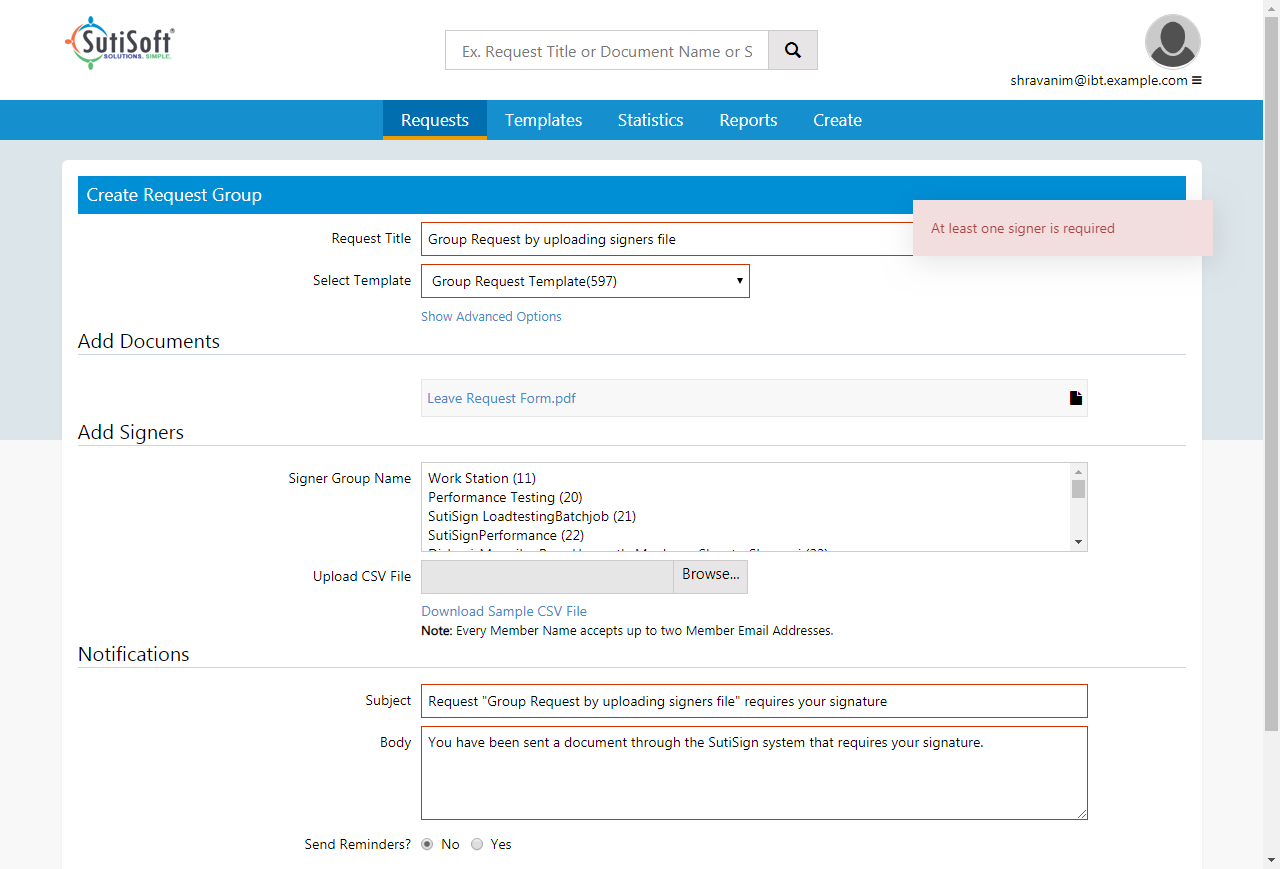 SutiSoft®
SOLUTIONS. SIMPLE.
Ex. Request Title or Document Name or S
shravanim@ibt.example.com
Requests Templates Statistics Reports Create
Create Request Group
At least one signer is required
Request Title Group Request by uploading signers file
Select Template Group Request Template(597)
Show Advanced Options
Add Documents
Leave Request Form.pdf
Add Signers
Signer Group Name Work Station (11)
Performance Testing (20)
SutiSign LoadtestingBatchjob (21)
SutiSignPerformance (22)
Upload CSV File Browse...
Download Sample CSV File
Note: Every Member Name accepts up to two Member Email Addresses.
Notifications
Subject Request "Group Request by uploading signers file" requires your signature
Body You have been sent a document through the SutiSign system that requires your signature.
Send Reminders? No Yes